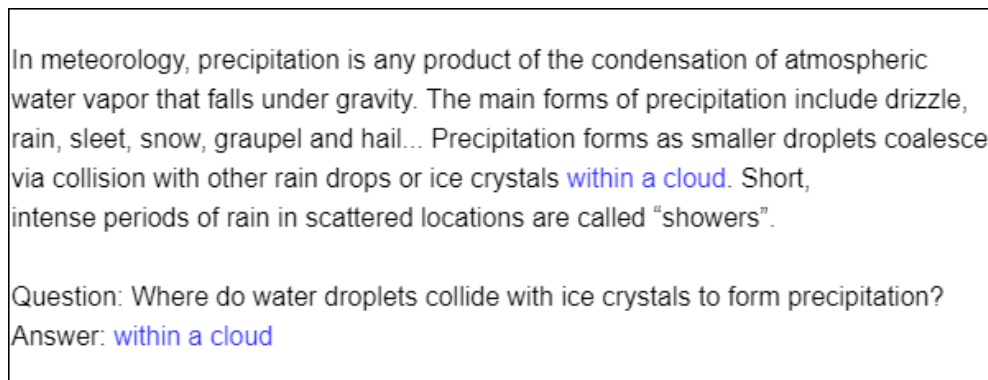 In meteorology, precipitation is any product of the condensation of atmospheric
water vapor that falls under gravity. The main forms of precipitation include drizzle,
rain, sleet, snow, graupel and hail... Precipitation forms as smaller droplets coalesce
via collision with other rain drops or ice crystals within a cloud. Short,
intense periods of rain in scattered locations are called “showers”.
Question: Where do water droplets collide with ice crystals to form precipitation?
Answer: within a cloud